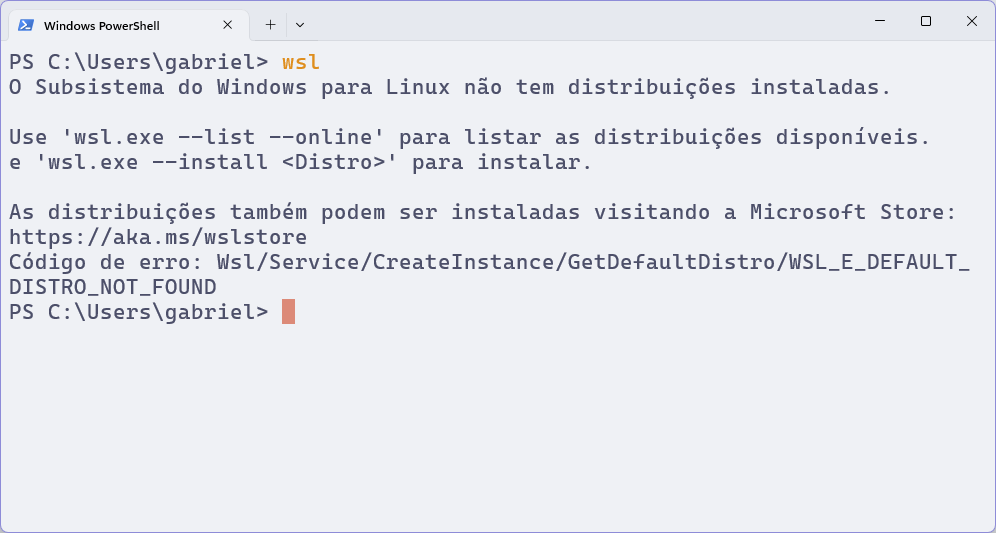 Windows PowerShell
PS C:\Users\gabriel> wsl
O Subsistema do Windows para Linux não tem distribuições instaladas.
Use 'wsl.exe --list --online' para listar as distribuições disponíveis.
e 'wsl.exe --install <Distro>' para instalar.
As distribuições também podem ser instaladas visitando a Microsoft Store:
https://aka.ms/wslstore
Código de erro: Wsl/Service/CreateInstance/GetDefaultDistro/WSL_E_DEFAULT_
DISTRO_NOT_FOUND
PS C:\Users\gabriel>